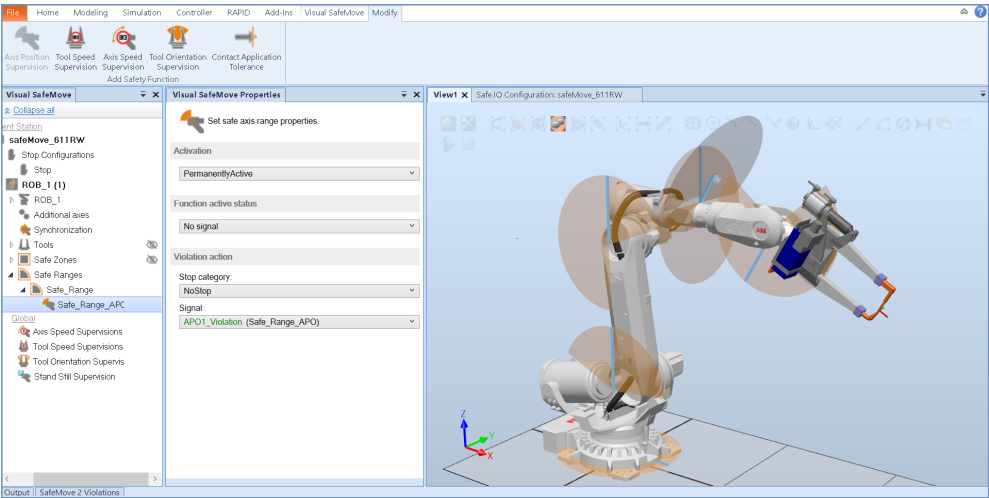 File Home Modeling Simulation Controller RAPID Add-Ins Visual SafeMove Modify
Axis Position Supervision
Tool Speed Supervision
Axis Speed Supervision
Tool Orientation Supervision
Contact Application Tolerance
Add Safety Function
Visual SafeMove
Collapse all
ent Station
safeMove_611RW
Stop Configurations
Stop
ROB_1 (1)
ROB_1
Additional axes
Synchronization
Tools
Safe Zones
Safe Ranges
Safe_Range
Safe_Range_APC
Global
Axis Speed Supervisions
Tool Speed Supervisions
Tool Orientation Supervis
Stand Still Supervision
Visual SafeMove Properties
Set safe axis range properties.
Activation
PermanentlyActive
Function active status
No signal
Violation action
Stop category:
NoStop
Signal:
APO1_Violation (Safe_Range_APO)
View1 Safe IO Configuration: safeMove_611RW
ABB
Z
Y
X
Output SafeMove 2 Violations